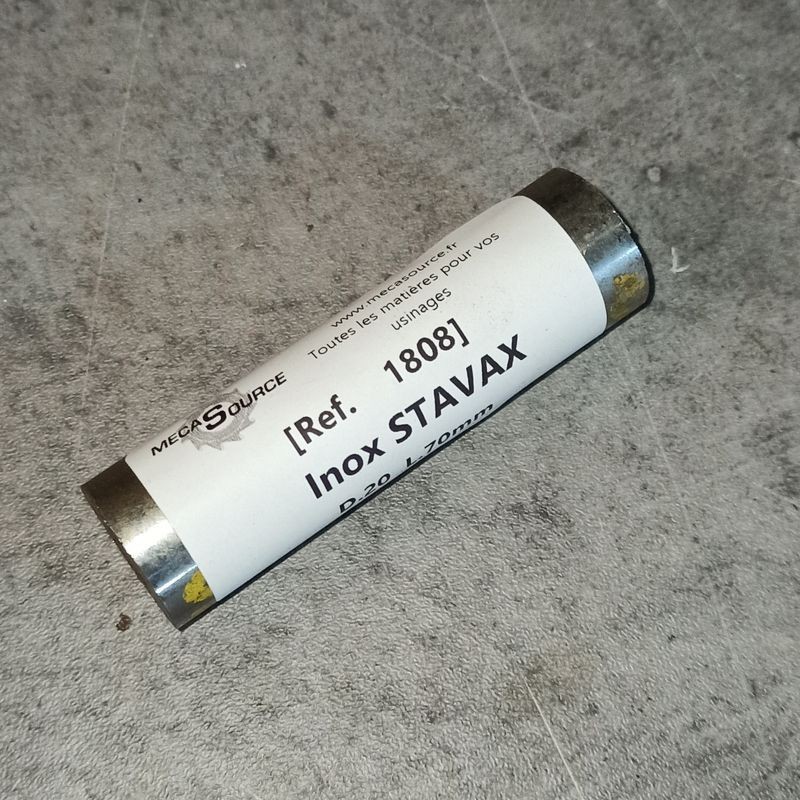 MECASOURCE
www.mecasource.fr
Toutes les matières pour vos
usinages
[Ref. 1808]
Inox STAVAX
D.20 L.70mm